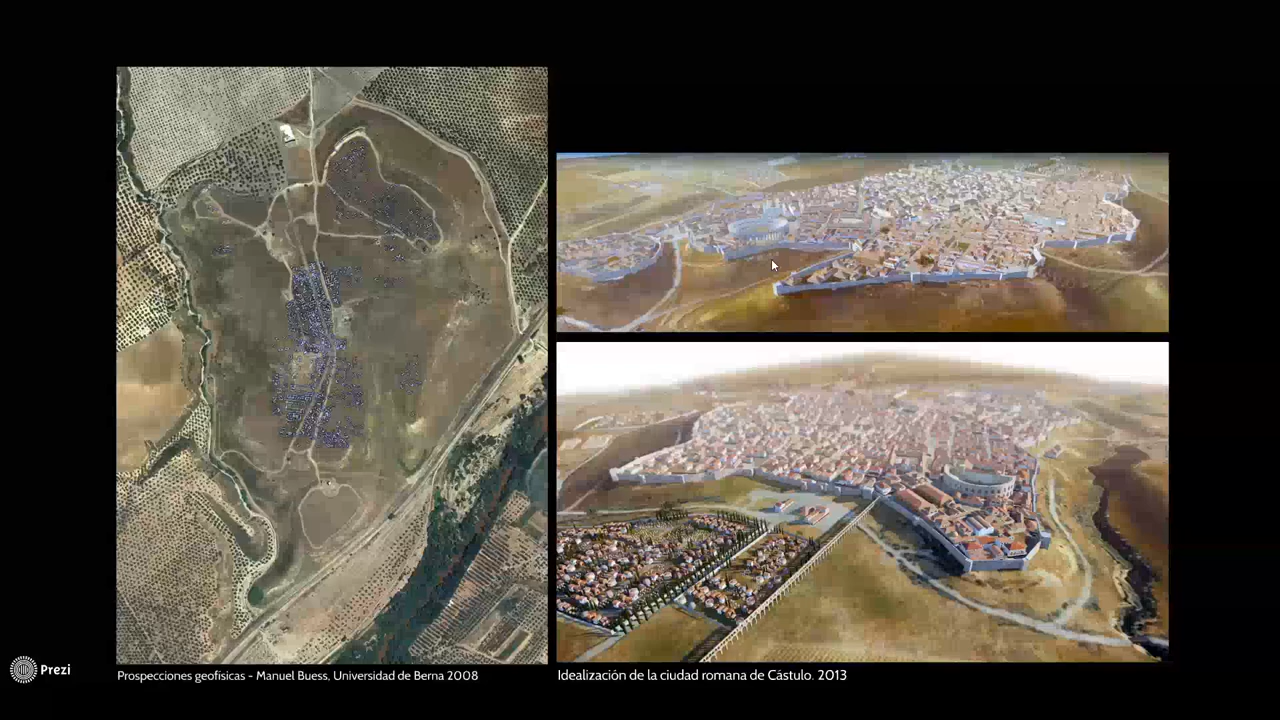 Prezi
Prospecciones geofísicas - Manuel Buess, Universidad de Berna 2008
Idealización de la ciudad romana de Cástulo. 2013